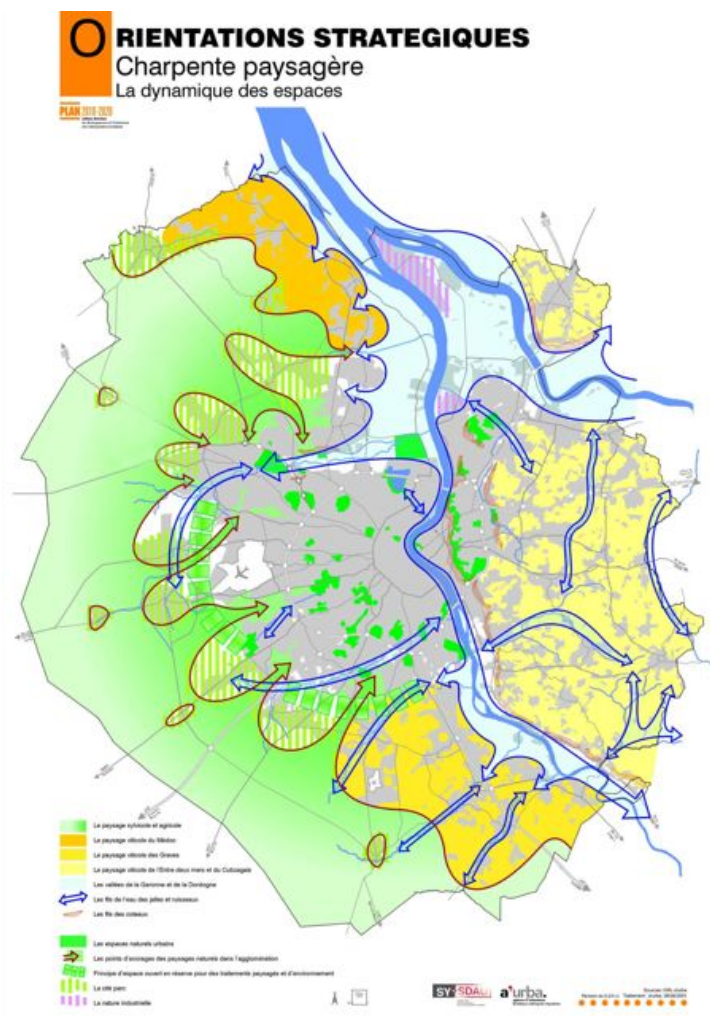 ORIENTATIONS STRATEGIQUES
Charpente paysagère
La dynamique des espaces
PLAN 2010-2020
Le paysage sylvicole et agricole
Le paysage viticole du Médoc
Le paysage viticole des Graves
Le paysage viticole de l'Entre deux mers et du Cubzagais
Les vallées de la Garonne et de la Dordogne
Les fils de l'eau des jalles et ruisseaux
Les fils des coteaux
Les espaces naturels urbains
Les points d'ancrages des paysages naturels dans l'agglomération
Principe d'espace ouvert en réserve pour des traitements paysagés et d'environnement
La cité parc
La nature industrielle
SY SDAU
a'urba.